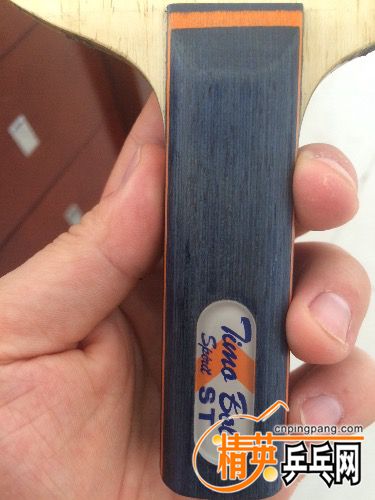 Timo Boll
Spirit
ST
cnpingpang.com
精英乒乓网